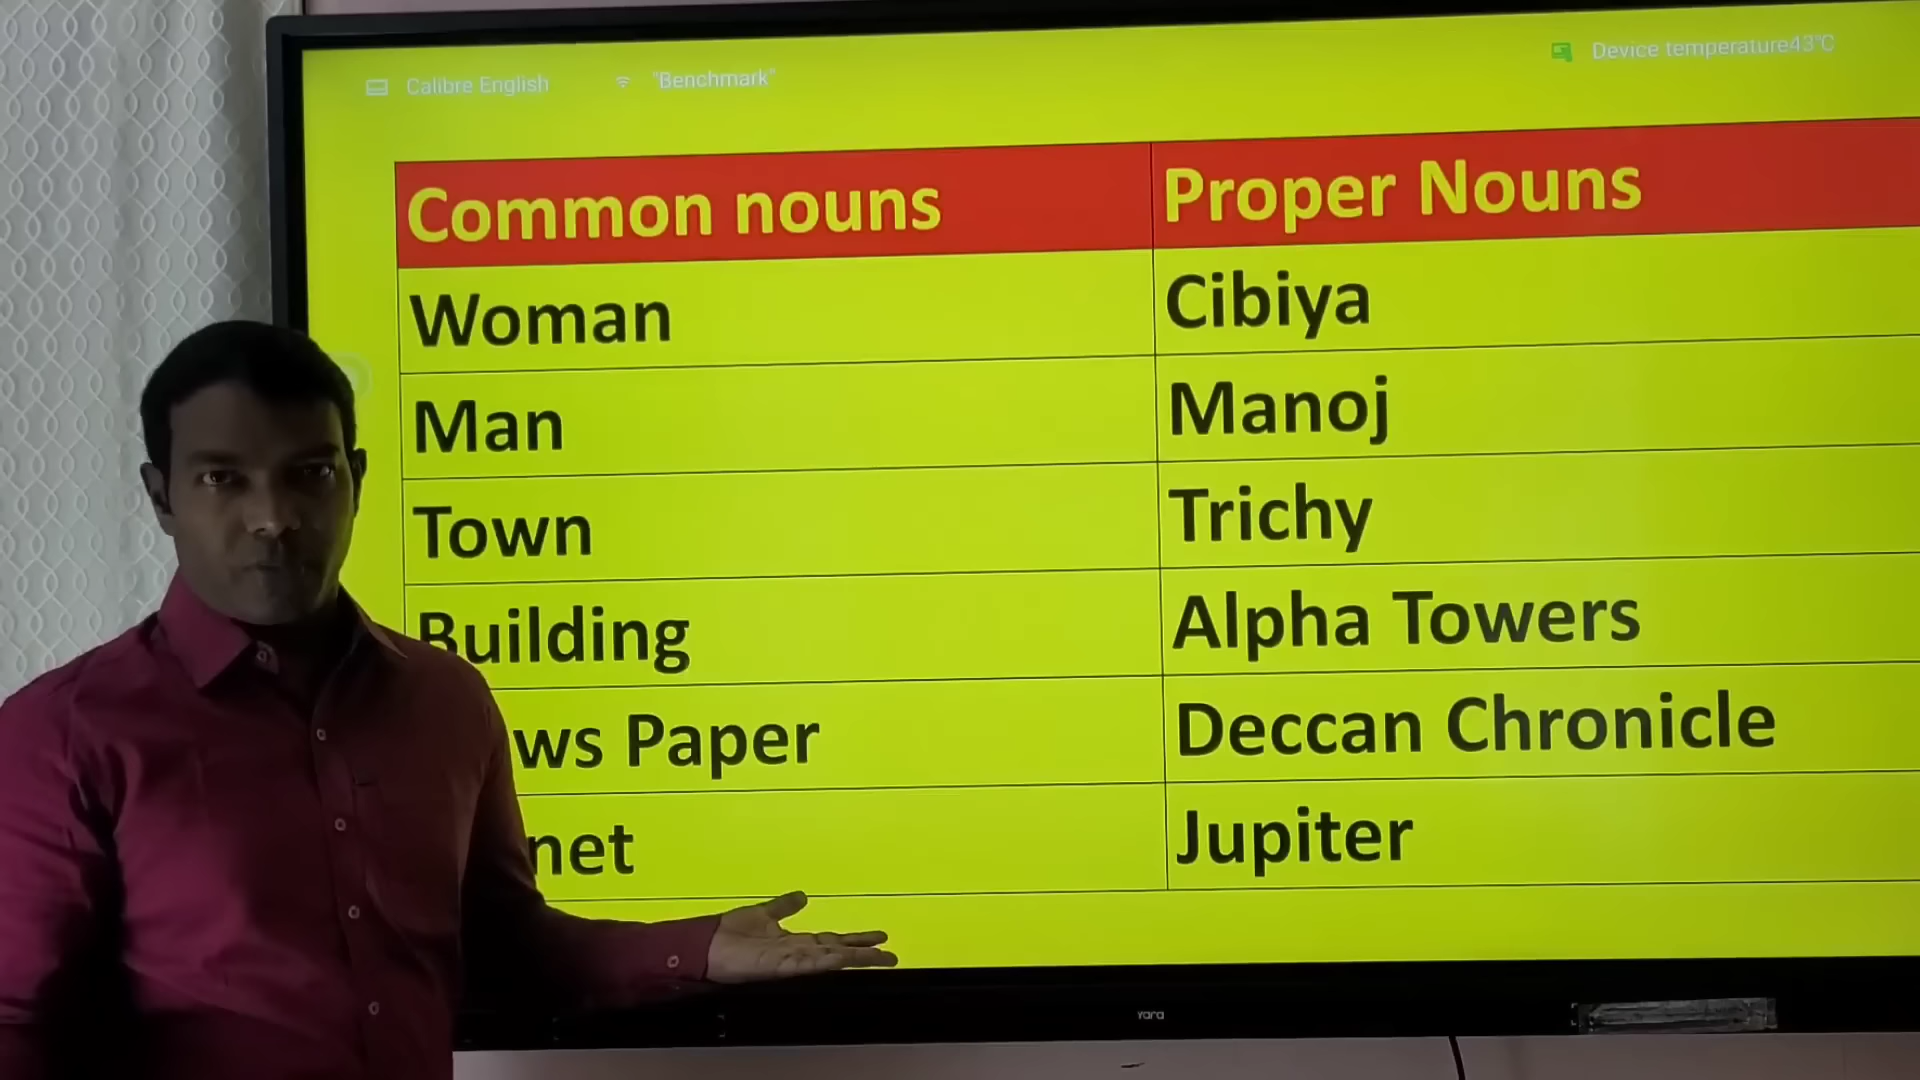 Calibre English "Benchmark" Device temperature43°C
Common nouns Proper Nouns
Woman Cibiya
Man Manoj
Town Trichy
Building Alpha Towers
ws Paper Deccan Chronicle
net Jupiter
yara